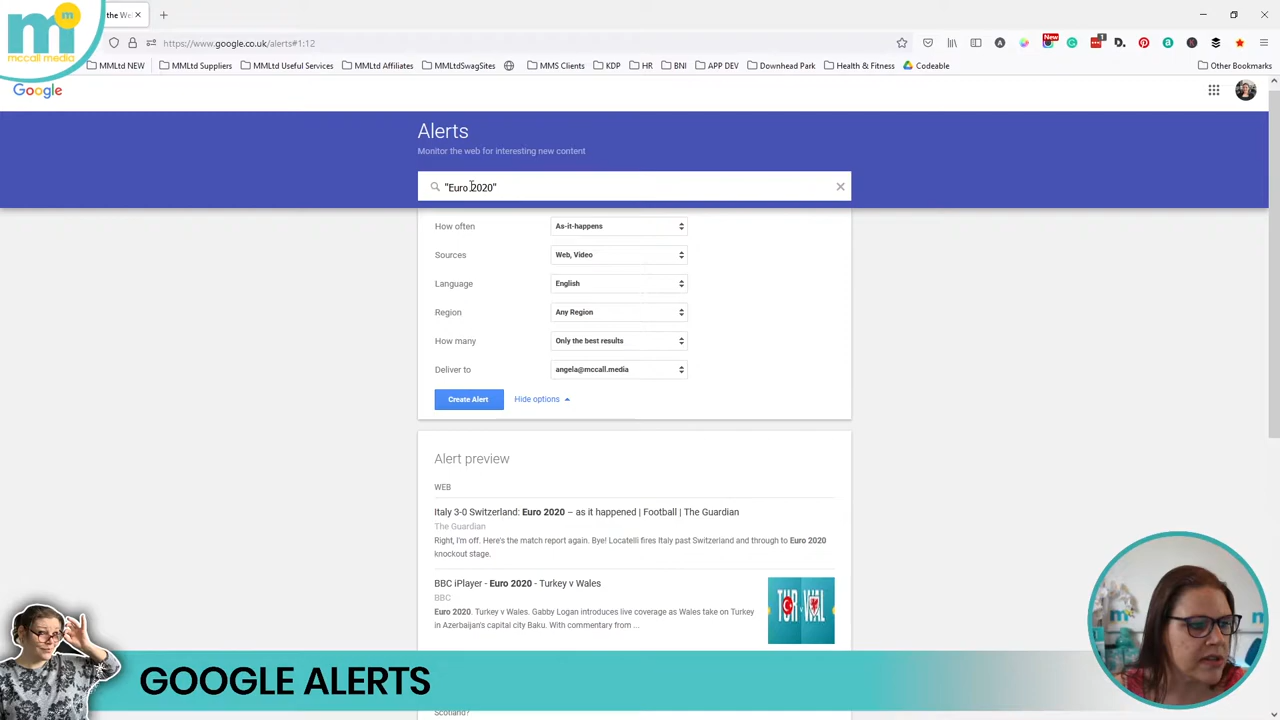 m
m
mccall media
the We
https://www.google.co.uk/alerts#1:12
New
1
MMLtd NEW MMLtd Suppliers MMLtd Useful Services MMLtd Affiliates MMLtdSwagSites MMS Clients KDP HR BNI APP DEV Downhead Park Health & Fitness Codeable Other Bookmarks
Google
Alerts
Monitor the web for interesting new content
"Euro 2020"
How often As-it-happens
Sources Web, Video
Language English
Region Any Region
How many Only the best results
Deliver to angela@mccall.media
Create Alert Hide options
Alert preview
WEB
Italy 3-0 Switzerland: Euro 2020 – as it happened | Football | The Guardian
The Guardian
Right, I'm off. Here's the match report again. Bye! Locatelli fires Italy past Switzerland and through to Euro 2020
knockout stage.
BBC iPlayer - Euro 2020 - Turkey v Wales
BBC
Euro 2020. Turkey v Wales. Gabby Logan introduces live coverage as Wales take on Turkey
in Azerbaijan's capital city Baku. With commentary from ...
TUR WAL
GOOGLE ALERTS
Scotland?